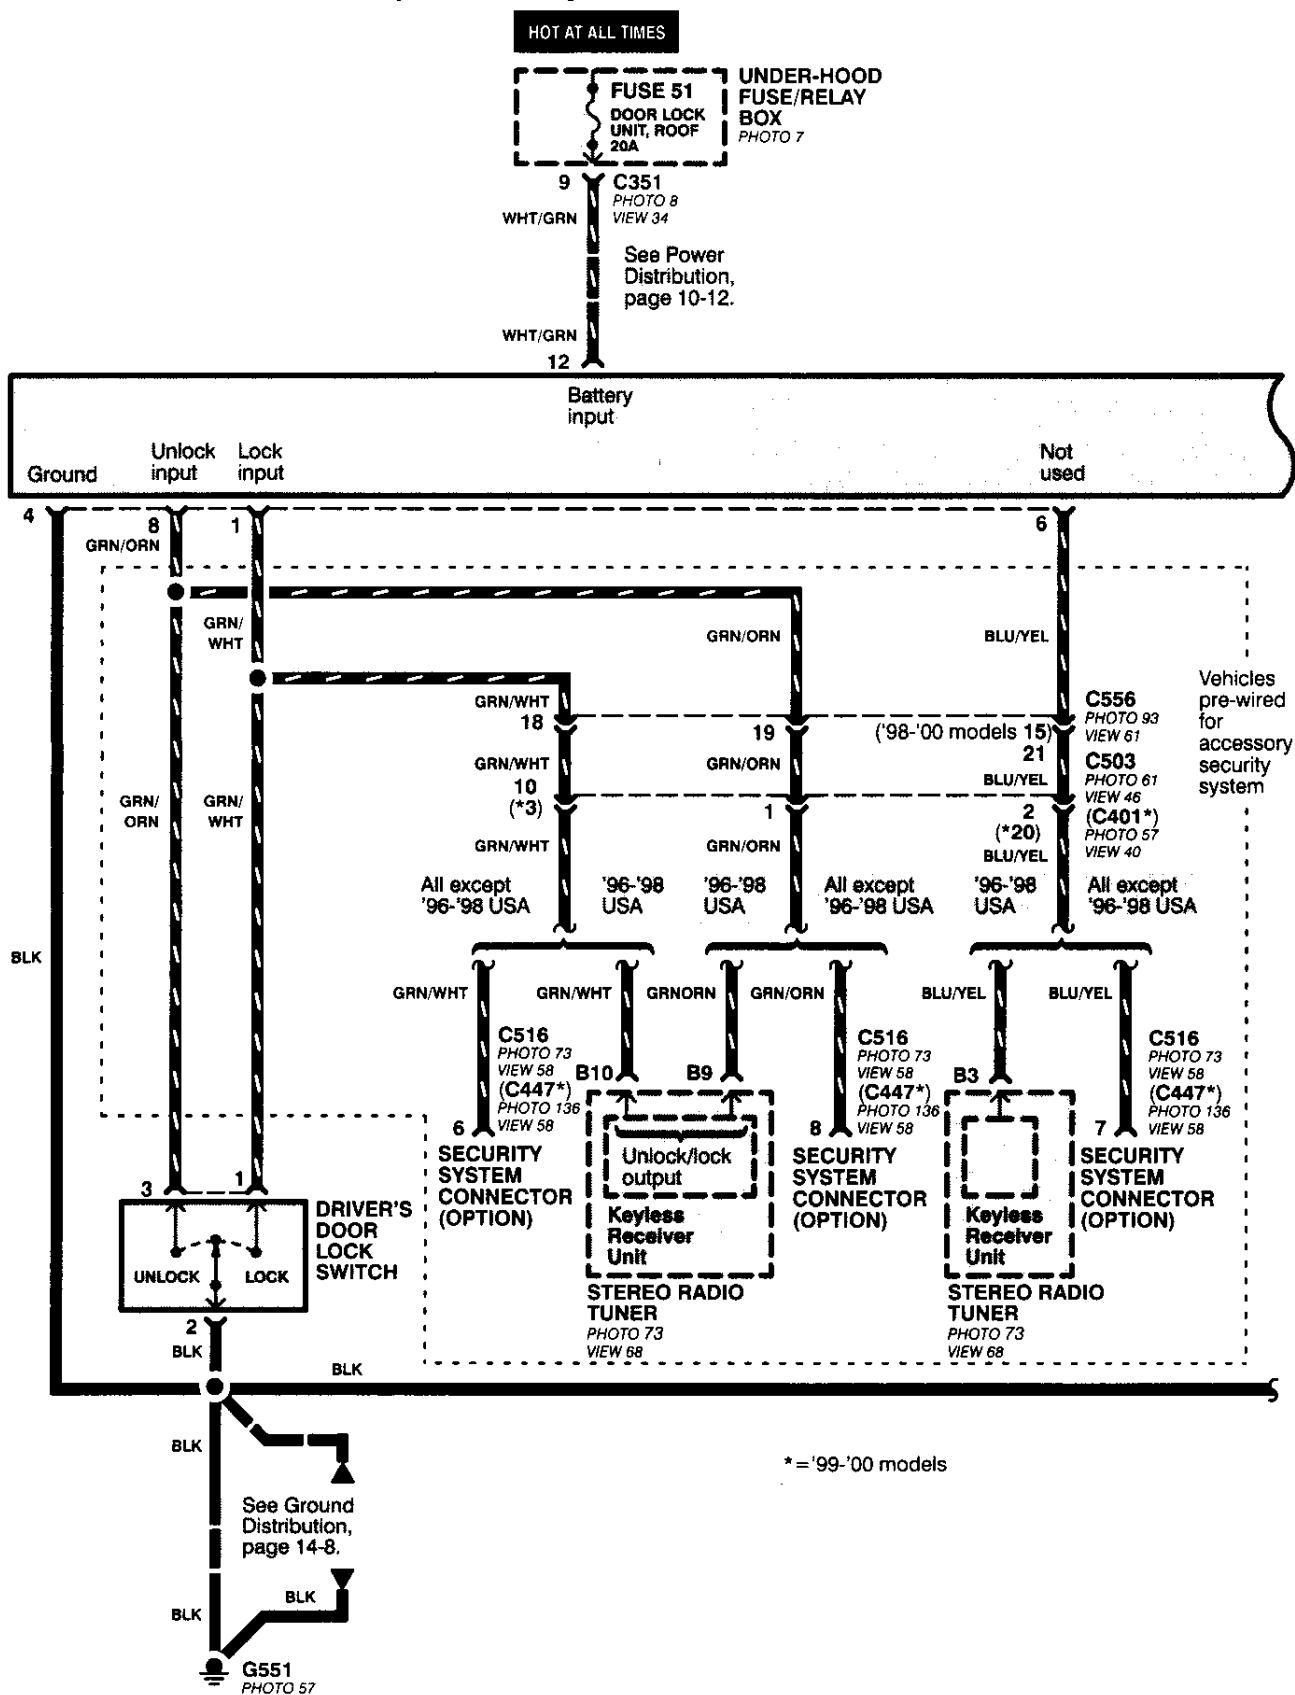 HOT AT ALL TIMES
FUSE 51
DOOR LOCK
UNIT, ROOF
20A
UNDER-HOOD
FUSE/RELAY
BOX
PHOTO 7
9
C351
PHOTO 8
VIEW 34
WHT/GRN
See Power
Distribution,
page 10-12.
WHT/GRN
12
Battery
input
Ground
Unlock
input
Lock
input
Not
used
4
8
1
6
GRN/ORN
GRN/
WHT
GRN/ORN
BLU/YEL
GRN/WHT
18
19
('98-'00 models 15)
21
C556
PHOTO 93
VIEW 61
Vehicles
pre-wired
for
accessory
security
system
GRN/WHT
GRN/ORN
BLU/YEL
C503
PHOTO 61
VIEW 46
(C401*)
PHOTO 57
VIEW 40
10
(*3)
1
2
(*20)
GRN/
ORN
GRN/
WHT
GRN/WHT
GRN/ORN
BLU/YEL
All except
'96-'98 USA
'96-'98
USA
'96-'98
USA
All except
'96-'98 USA
'96-'98
USA
All except
'96-'98 USA
BLK
GRN/WHT
GRN/WHT
GRNORN
GRN/ORN
BLU/YEL
BLU/YEL
C516
PHOTO 73
VIEW 58
(C447*)
PHOTO 136
VIEW 58
B10
B9
C516
PHOTO 73
VIEW 58
(C447*)
PHOTO 136
VIEW 58
B3
C516
PHOTO 73
VIEW 58
(C447*)
PHOTO 136
VIEW 58
6
SECURITY
SYSTEM
CONNECTOR
(OPTION)
Unlock/lock
output
Keyless
Receiver
Unit
STEREO RADIO
TUNER
PHOTO 73
VIEW 68
8
SECURITY
SYSTEM
CONNECTOR
(OPTION)
Keyless
Receiver
Unit
STEREO RADIO
TUNER
PHOTO 73
VIEW 68
7
SECURITY
SYSTEM
CONNECTOR
(OPTION)
3
1
DRIVER'S
DOOR
LOCK
SWITCH
UNLOCK
LOCK
2
BLK
BLK
BLK
*='99-'00 models
See Ground
Distribution,
page 14-8.
BLK
BLK
G551
PHOTO 57